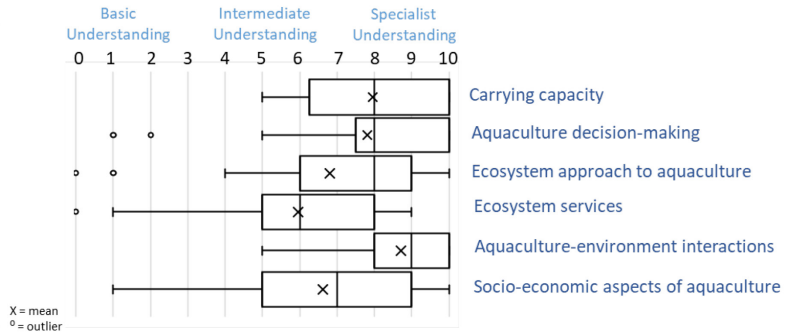 Basic
Understanding
Intermediate
Understanding
Specialist
Understanding
0 1 2 3 4 5 6 7 8 9 10
Carrying capacity
Aquaculture decision-making
Ecosystem approach to aquaculture
Ecosystem services
Aquaculture-environment interactions
Socio-economic aspects of aquaculture
X = mean
o = outlier